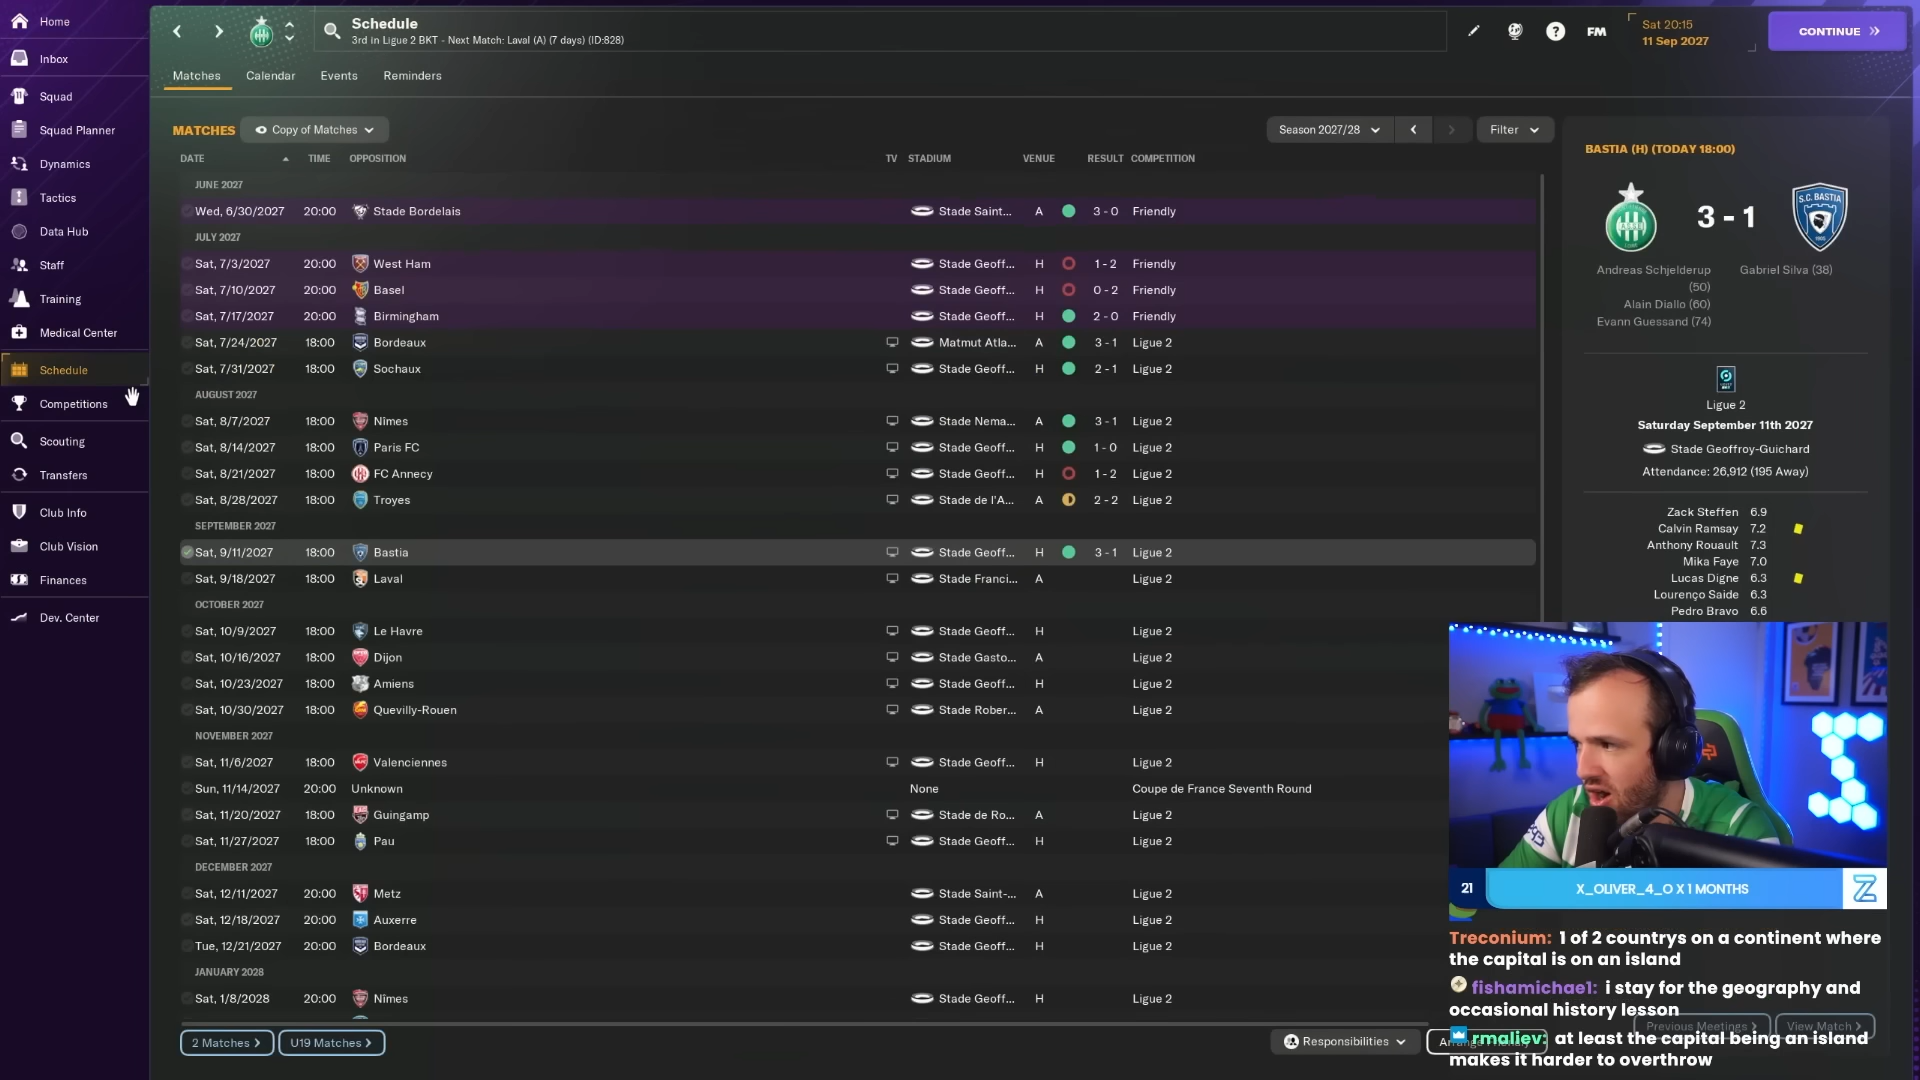 Home
Inbox
Squad
Squad Planner
Dynamics
Tactics
Data Hub
Staff
Training
Medical Center
Schedule
Competitions
Scouting
Transfers
Club Info
Club Vision
Finances
Dev. Center
Schedule
3rd in Ligue 2 BKT - Next Match: Laval (A) (7 days) (ID:828)
FM
Sat 20:15
11 Sep 2027
CONTINUE
Matches Calendar Events Reminders
MATCHES Copy of Matches Season 2027/28 Filter
DATE TIME OPPOSITION TV STADIUM VENUE RESULT COMPETITION
JUNE 2027
Wed, 6/30/2027 20:00 Stade Bordelais Stade Saint... A 3 - 0 Friendly
JULY 2027
Sat, 7/3/2027 20:00 West Ham Stade Geoff... H 1 - 2 Friendly
Sat, 7/10/2027 20:00 Basel Stade Geoff... H 0 - 2 Friendly
Sat, 7/17/2027 20:00 Birmingham Stade Geoff... H 2 - 0 Friendly
Sat, 7/24/2027 18:00 Bordeaux Matmut Atla... A 3 - 1 Ligue 2
Sat, 7/31/2027 18:00 Sochaux Stade Geoff... H 2 - 1 Ligue 2
AUGUST 2027
Sat, 8/7/2027 18:00 Nîmes Stade Nema... A 3 - 1 Ligue 2
Sat, 8/14/2027 18:00 Paris FC Stade Geoff... H 1 - 0 Ligue 2
Sat, 8/21/2027 18:00 FC Annecy Stade Geoff... H 1 - 2 Ligue 2
Sat, 8/28/2027 18:00 Troyes Stade de l'A... A 2 - 2 Ligue 2
SEPTEMBER 2027
Sat, 9/11/2027 18:00 Bastia Stade Geoff... H 3 - 1 Ligue 2
Sat, 9/18/2027 18:00 Laval Stade Franci... A Ligue 2
OCTOBER 2027
Sat, 10/9/2027 18:00 Le Havre Stade Geoff... H Ligue 2
Sat, 10/16/2027 18:00 Dijon Stade Gasto... A Ligue 2
Sat, 10/23/2027 18:00 Amiens Stade Geoff... H Ligue 2
Sat, 10/30/2027 18:00 Quevilly-Rouen Stade Rober... A Ligue 2
NOVEMBER 2027
Sat, 11/6/2027 18:00 Valenciennes Stade Geoff... H Ligue 2
Sun, 11/14/2027 20:00 Unknown None Coupe de France Seventh Round
Sat, 11/20/2027 18:00 Guingamp Stade de Ro... A Ligue 2
Sat, 11/27/2027 18:00 Pau Stade Geoff... H Ligue 2
DECEMBER 2027
Sat, 12/11/2027 20:00 Metz Stade Saint-... A Ligue 2
Sat, 12/18/2027 20:00 Auxerre Stade Geoff... H Ligue 2
Tue, 12/21/2027 20:00 Bordeaux Stade Geoff... H Ligue 2
JANUARY 2028
Sat, 1/8/2028 20:00 Nîmes Stade Geoff... H Ligue 2
2 Matches U19 Matches Responsibilities
BASTIA (H) (TODAY 18:00)
S.C. BASTIA
3 - 1
Andreas Schjelderup (50)
Alain Diallo (60)
Evann Guessand (74)
Gabriel Silva (38)
Ligue 2
Saturday September 11th 2027
Stade Geoffroy-Guichard
Attendance: 26,912 (195 Away)
Zack Steffen 6.9
Calvin Ramsay 7.2
Anthony Rouault 7.3
Mika Faye 7.0
Lucas Digne 6.3
Lourenço Saide 6.3
Pedro Bravo 6.6
21 X_OLIVER_4_O X 1 MONTHS Z
Treconium: 1 of 2 countrys on a continent where
the capital is on an island
fishamichae1: i stay for the geography and
occasional history lesson
Previous Meetings View Match
rmaliev: at least the capital being an island
makes it harder to overthrow